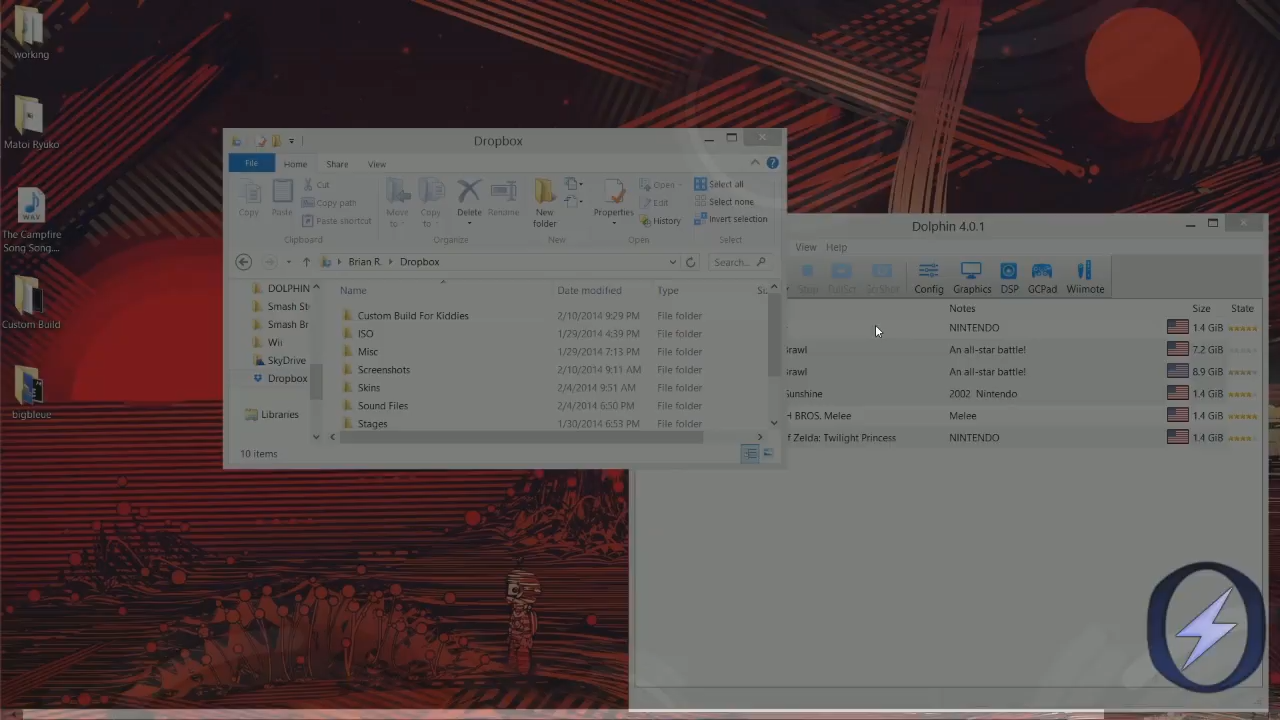 working
Matoi Ryuko
WAV
The Campfire
Song Song....
Custom Build
bigbleue
Dropbox
File Home Share View
Copy
Paste
Cut
Copy path
Paste shortcut
Clipboard
Move
to
Copy
To
Delete
Rename
Organize
New
folder
New
Properties
Open
Edit
History
Open
Select all
Select none
Invert selection
Select
Brian R. Dropbox
Search...
DOLPHIN
Smash St
Smash Br
Wii
SkyDrive
Dropbox
Libraries
Name Date modified Type
Custom Build For Kiddies 2/10/2014 9:29 PM File folder
ISO 1/29/2014 4:39 PM File folder
Misc 1/29/2014 7:13 PM File folder
Screenshots 2/10/2014 9:11 AM File folder
Skins 2/4/2014 9:51 AM File folder
Sound Files 2/4/2014 6:50 PM File folder
Stages 1/30/2014 6:53 PM File folder
10 items
Dolphin 4.0.1
View Help
Stop FullScr ScrShot Config Graphics DSP GCPad Wiimote
Notes Size State
NINTENDO 1.4 GiB
Brawl An all-star battle! 7.2 GiB
Brawl An all-star battle! 8.9 GiB
Sunshine 2002 Nintendo 1.4 GiB
H BROS. Melee Melee 1.4 GiB
f Zelda: Twilight Princess NINTENDO 1.4 GiB